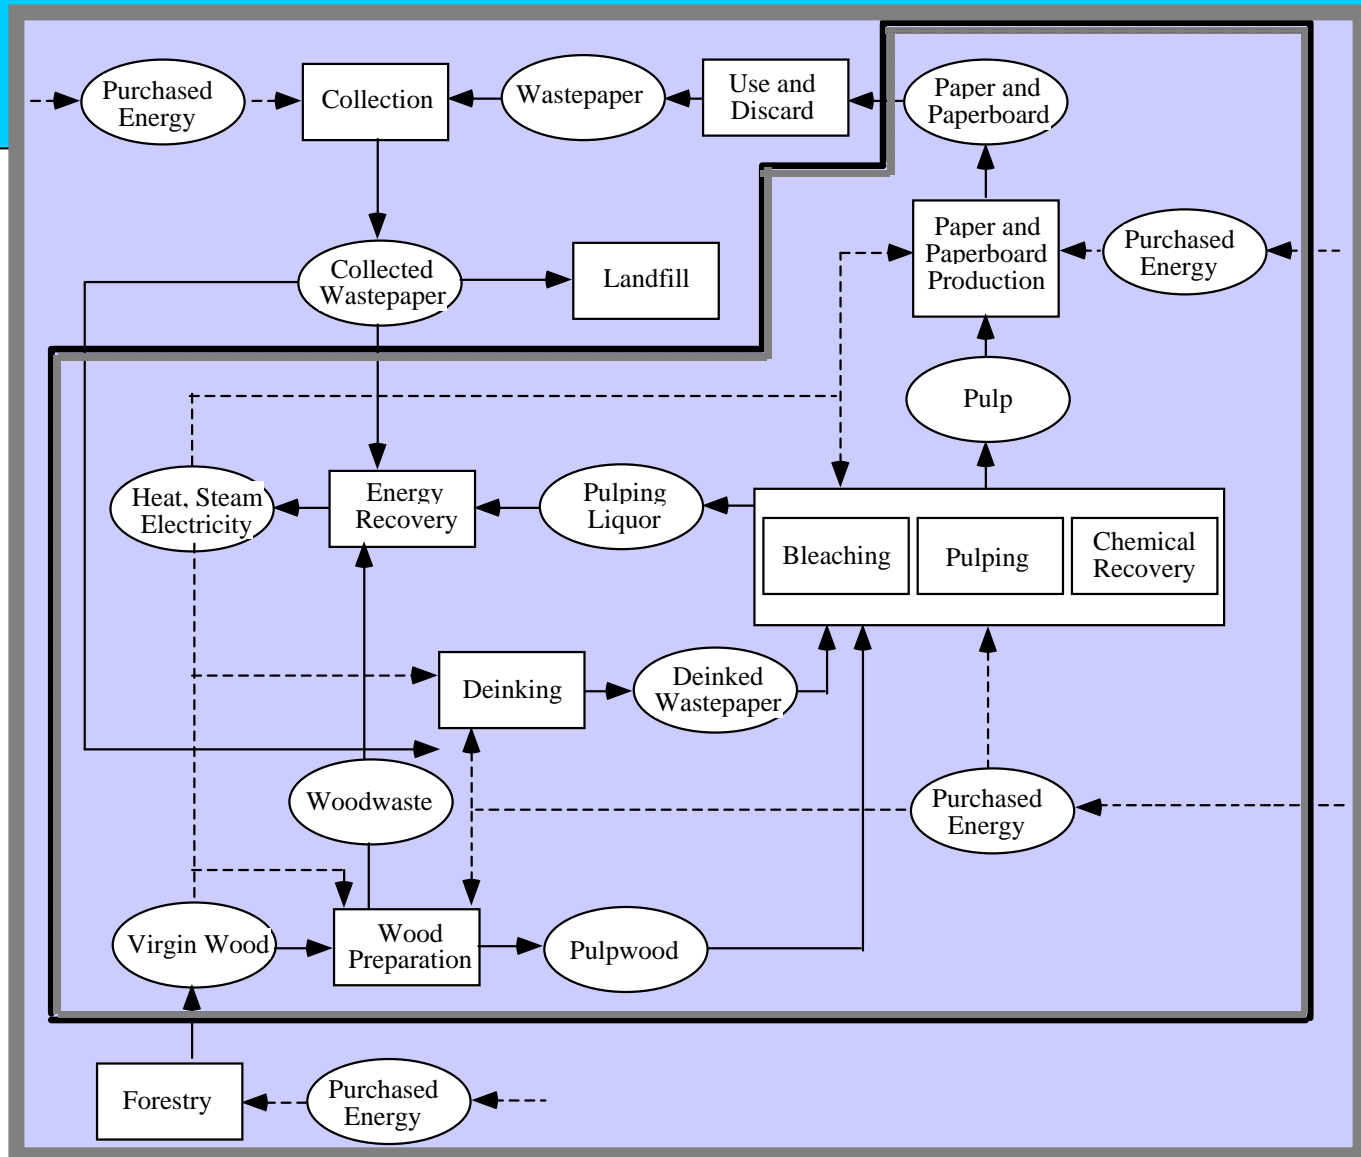 Purchased
Energy
Collection
Wastepaper
Use and
Discard
Paper and
Paperboard
Paper and
Paperboard
Production
Purchased
Energy
Collected
Wastepaper
Landfill
Pulp
Heat, Steam
Electricity
Energy
Recovery
Pulping
Liquor
Bleaching
Pulping
Chemical
Recovery
Deinking
Deinked
Wastepaper
Woodwaste
Purchased
Energy
Virgin Wood
Wood
Preparation
Pulpwood
Forestry
Purchased
Energy